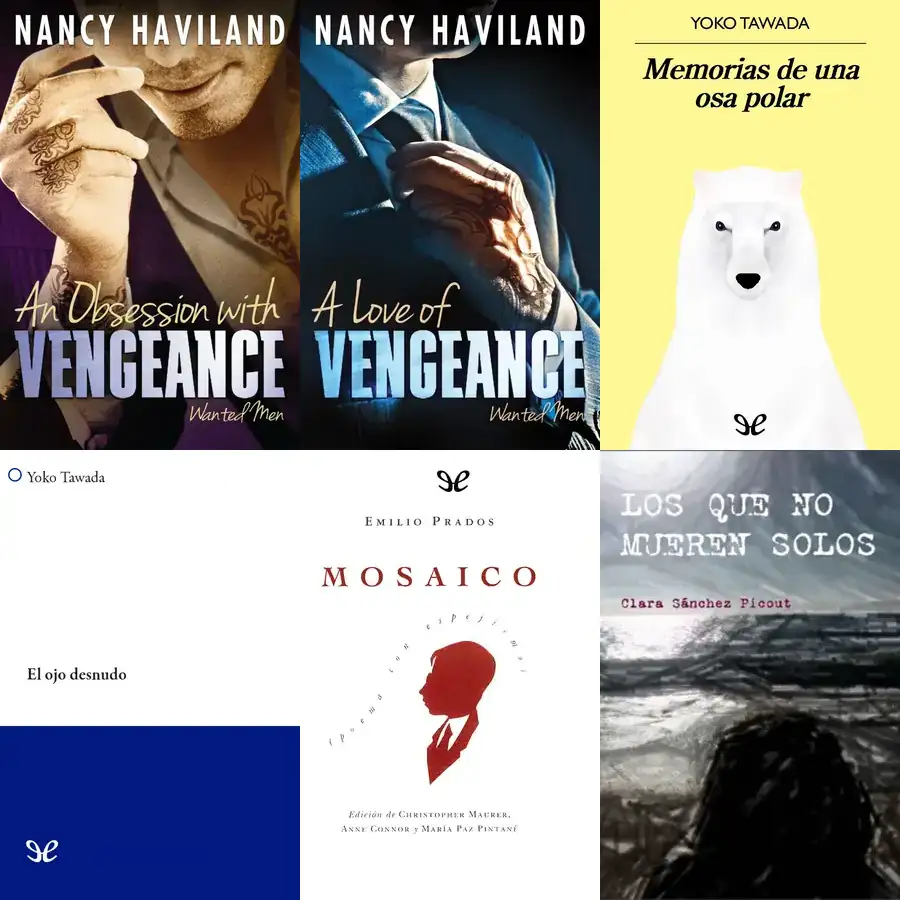 NANCY HAVILAND
An Obsession with
VENGEANCE
Wanted Men
NANCY HAVILAND
A Love of
VENGEANCE
Wanted Men
YOKO TAWADA
Memorias de una
osa polar
Yoko Tawada
El ojo desnudo
EMILIO PRADOS
MOSAICO
(poema con espejismo)
Edición de CHRISTOPHER MAURER,
ANNE CONNOR y MARÍA PAZ PINTANÉ
LOS QUE NO
MUEREN SOLOS
Clara Sánchez Picout